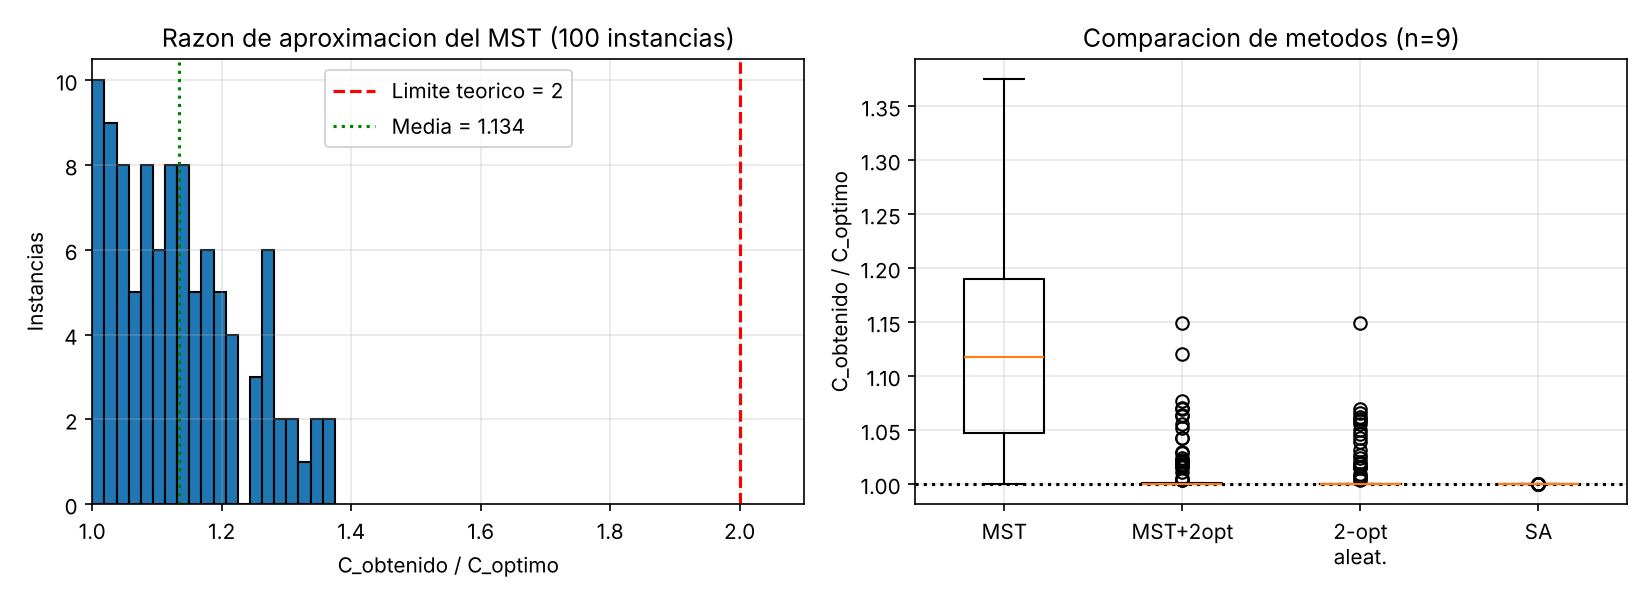 Razon de aproximacion del MST (100 instancias)
Limite teorico = 2
Media = 1.134
Instancias
10
8
6
4
2
0
1.0
1.2
1.4
1.6
1.8
2.0
C_obtenido / C_optimo
Comparacion de metodos (n=9)
C_obtenido / C_optimo
1.35
1.30
1.25
1.20
1.15
1.10
1.05
1.00
MST
MST+2opt
2-opt
aleat.
SA